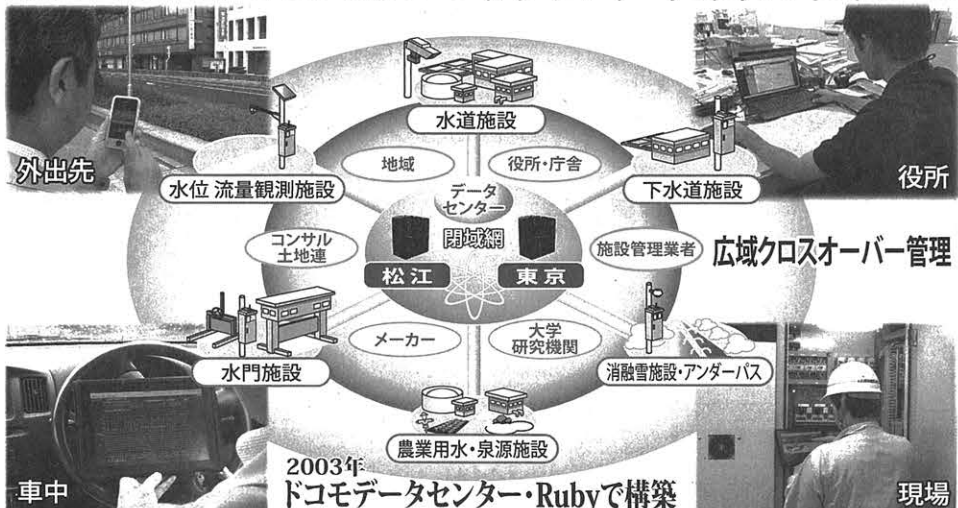 水道施設
外出先
地域
役所・庁舎
役所
水位 流量観測施設
下水道施設
データ
センター
閉域網
コンサル
土地連
施設管理業者
広域クロスオーバー管理
松江
東京
メーカー
大学
研究機関
水門施設
消融雪施設・アンダーパス
農業用水・泉源施設
2003年
ドコモデータセンター・Rubyで構築
車中
現場